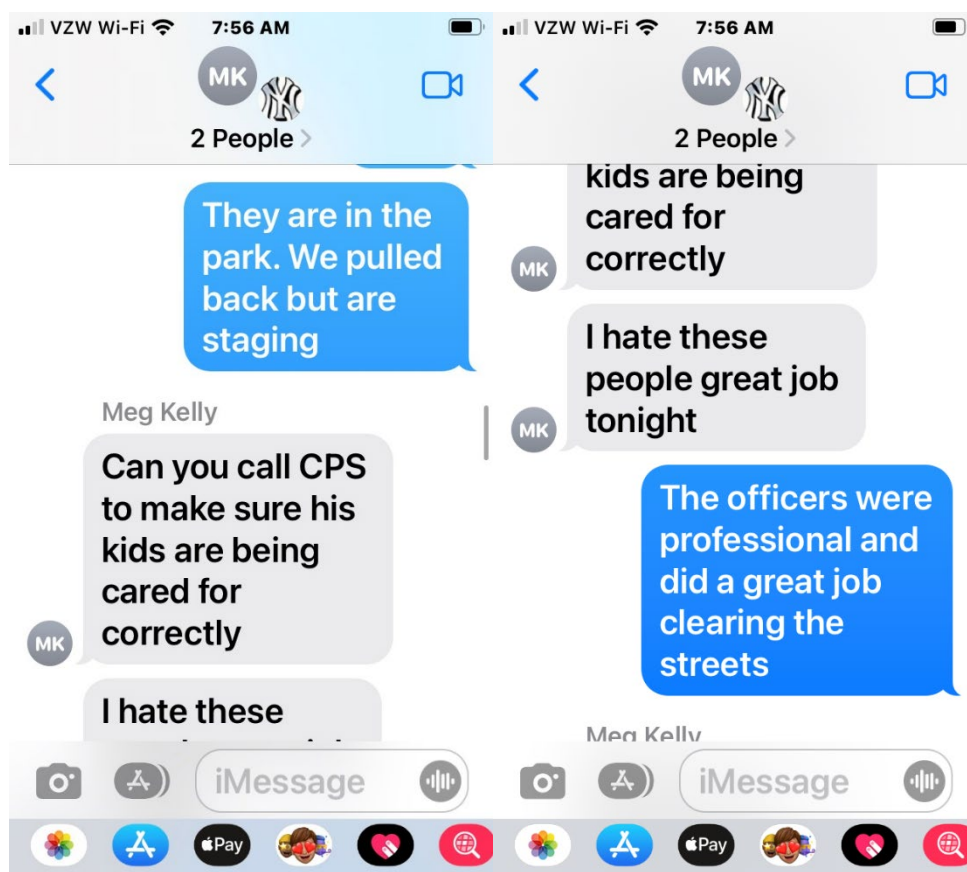 VZW Wi-Fi 7:56 AM
MK
2 People
They are in the
park. We pulled
back but are
staging
Meg Kelly
Can you call CPS
to make sure his
kids are being
cared for
correctly
MK
I hate these
iMessage
Pay
VZW Wi-Fi 7:56 AM
MK
2 People
kids are being
cared for
correctly
MK
I hate these
people great job
tonight
MK
The officers were
professional and
did a great job
clearing the
streets
Meg Kelly
iMessage
Pay